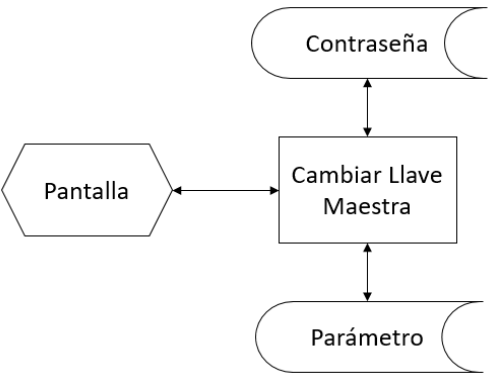 Contraseña
Pantalla
Cambiar Llave
Maestra
Parámetro